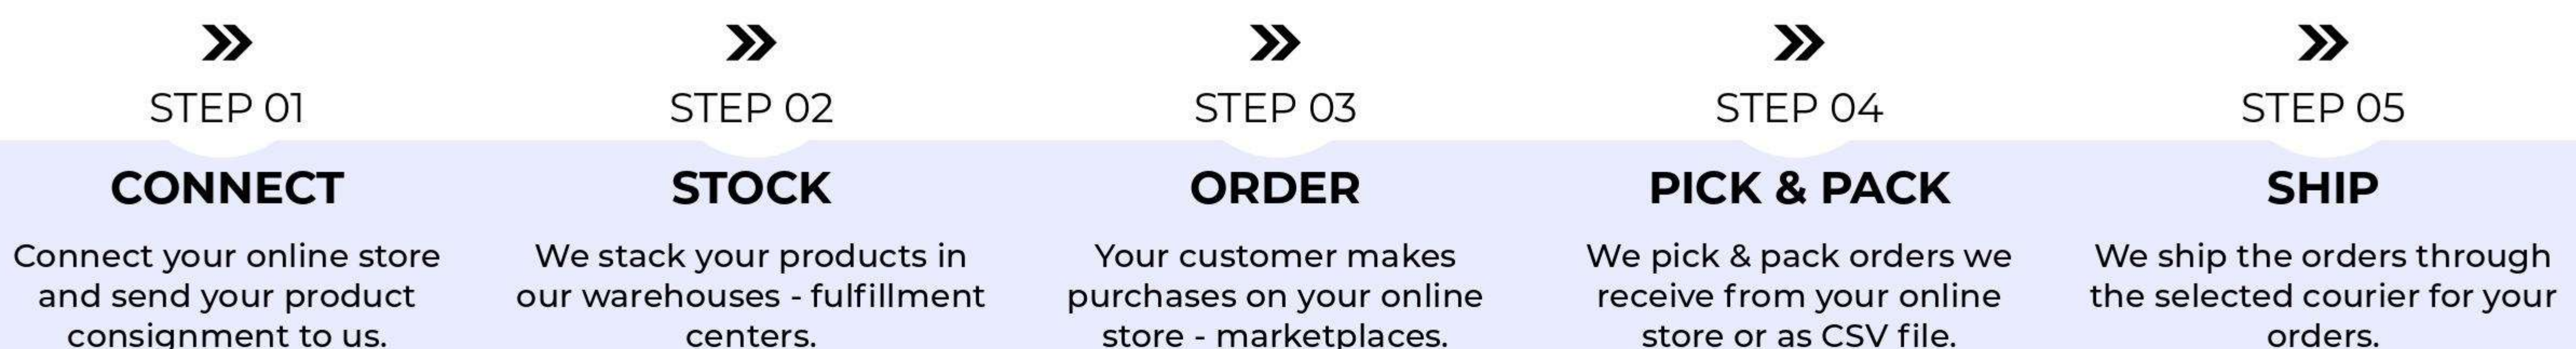 STEP 01
CONNECT
Connect your online store
and send your product
consignment to us.
STEP 02
STOCK
We stack your products in
our warehouses - fulfillment
centers.
STEP 03
ORDER
Your customer makes
purchases on your online
store - marketplaces.
STEP 04
PICK & PACK
We pick & pack orders we
receive from your online
store or as CSV file.
STEP 05
SHIP
We ship the orders through
the selected courier for your
orders.